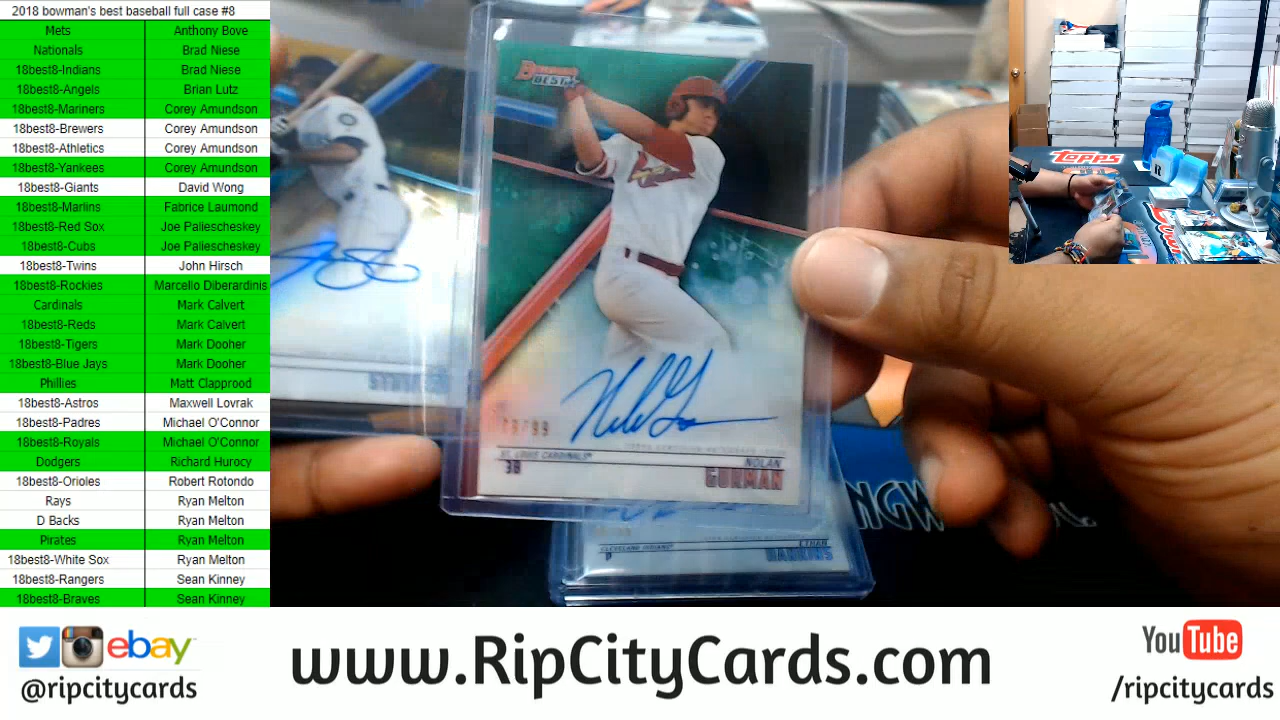 2018 bowman's best baseball full case #8
Mets Anthony Bove
Nationals Brad Niese
18best8-Indians Brad Niese
18best8-Angels Brian Lutz
18best8-Mariners Corey Amundson
18best8-Brewers Corey Amundson
18best8-Athletics Corey Amundson
18best8-Yankees Corey Amundson
18best8-Giants David Wong
18best8-Marlins Fabrice Laumond
18best8-Red Sox Joe Paliescheskey
18best8-Cubs Joe Paliescheskey
18best8-Twins John Hirsch
18best8-Rockies Marcello Diberardinis
Cardinals Mark Calvert
18best8-Reds Mark Calvert
18best8-Tigers Mark Dooher
18best8-Blue Jays Mark Dooher
Phillies Matt Clapprood
18best8-Astros Maxwell Lovrak
18best8-Padres Michael O'Connor
18best8-Royals Michael O'Connor
Dodgers Richard Hurocy
18best8-Orioles Robert Rotondo
Rays Ryan Melton
D Backs Ryan Melton
Pirates Ryan Melton
18best8-White Sox Ryan Melton
18best8-Rangers Sean Kinney
18best8-Braves Sean Kinney
BEST
ST. LOUIS CARDINALS
3B
NOLAN
GORMAN
CLEVELAND INDIANS
P
ETHAN
HANKINS
topps
ebay
@ripcitycards
www.RipCityCards.com
YouTube
/ripcitycards